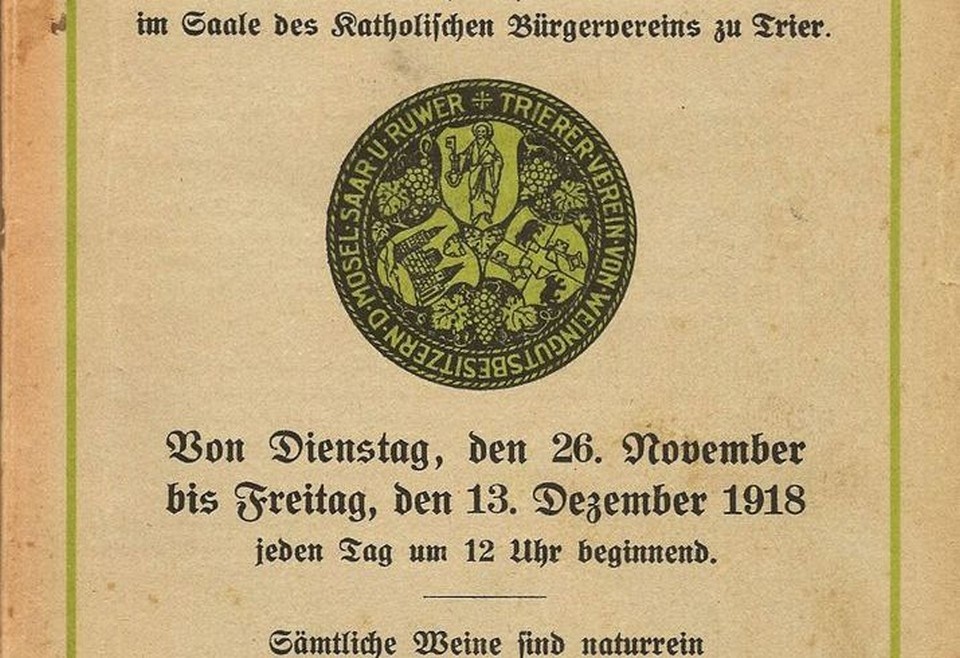 im Saale des Katholischen Bürgervereins zu Trier.
TRIERER·VEREIN·VON·WEINGUTSBESITZERN·D·MOSEL·SAAR·U·RUWER
Von Dienstag, den 26. November
bis Freitag, den 13. Dezember 1918
jeden Tag um 12 Uhr beginnend.
Sämtliche Weine sind naturrein